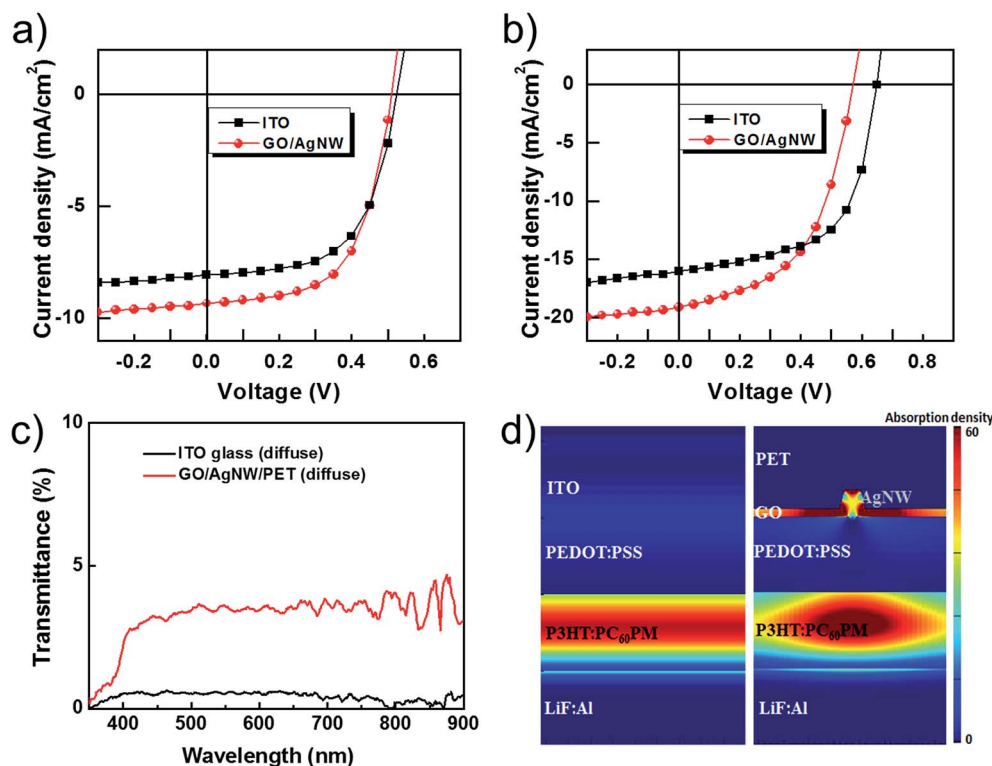 a)
Current density (mA/cm²)
0
-5
-10
ITO
GO/AgNW
-0.2 0.0 0.2 0.4 0.6
Voltage (V)
b)
Current density (mA/cm²)
0
-5
-10
-15
-20
ITO
GO/AgNW
-0.2 0.0 0.2 0.4 0.6 0.8
Voltage (V)
c)
Transmittance (%)
10
5
0
ITO glass (diffuse)
GO/AgNW/PET (diffuse)
400 500 600 700 800 900
Wavelength (nm)
d)
Absorption density
60
0
ITO
PEDOT:PSS
P3HT:PC₆₀PM
LiF:Al
PET
AgNW
GO
PEDOT:PSS
P3HT:PC₆₀PM
LiF:Al